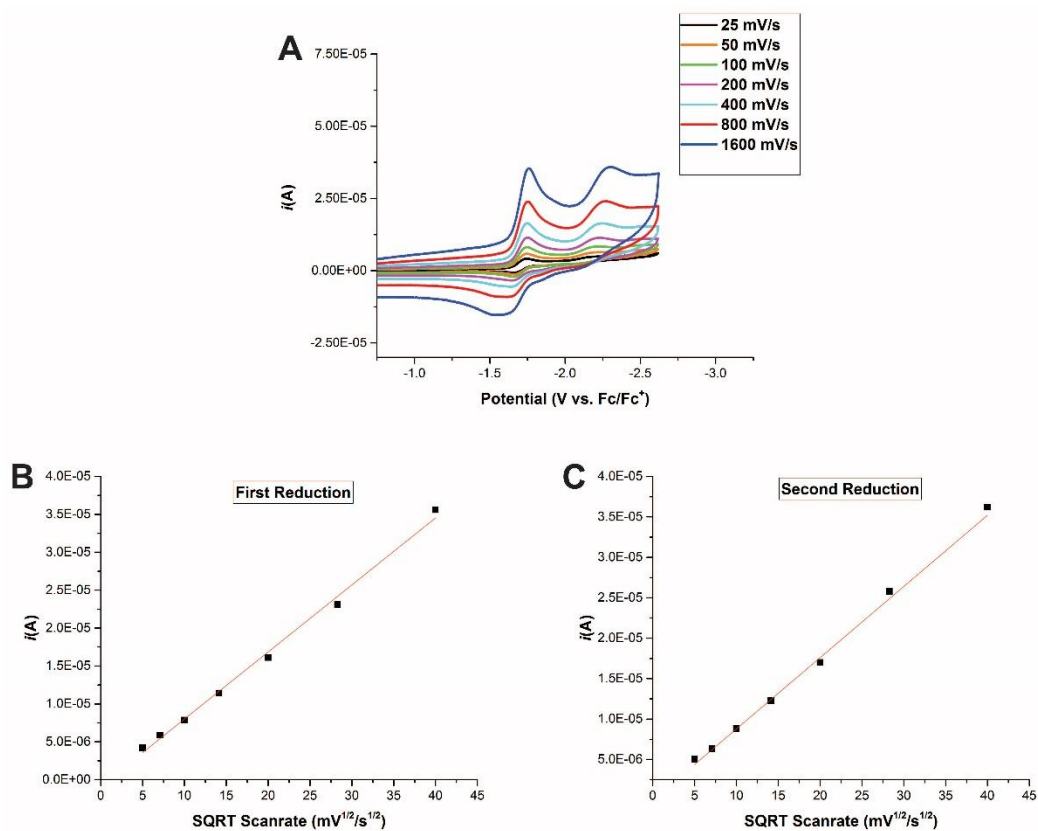 A
7.50E-05
5.00E-05
2.50E-05
0.00E+00
-2.50E-05
i(A)
-1.0 -1.5 -2.0 -2.5 -3.0
Potential (V vs. Fc/Fc⁺)
25 mV/s
50 mV/s
100 mV/s
200 mV/s
400 mV/s
800 mV/s
1600 mV/s
B
First Reduction
4.0E-05
3.5E-05
3.0E-05
2.5E-05
2.0E-05
1.5E-05
1.0E-05
5.0E-06
0.0E+00
i(A)
0 5 10 15 20 25 30 35 40 45
SQRT Scanrate (mV¹/²/s¹/²)
C
Second Reduction
4.0E-05
3.5E-05
3.0E-05
2.5E-05
2.0E-05
1.5E-05
1.0E-05
5.0E-06
i(A)
0 5 10 15 20 25 30 35 40 45
SQRT Scanrate (mV¹/²/s¹/²)